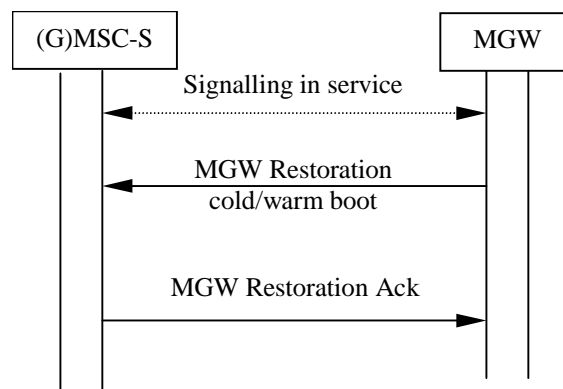 (G)MSC-S
MGW
Signalling in service
MGW Restoration
cold/warm boot
MGW Restoration Ack